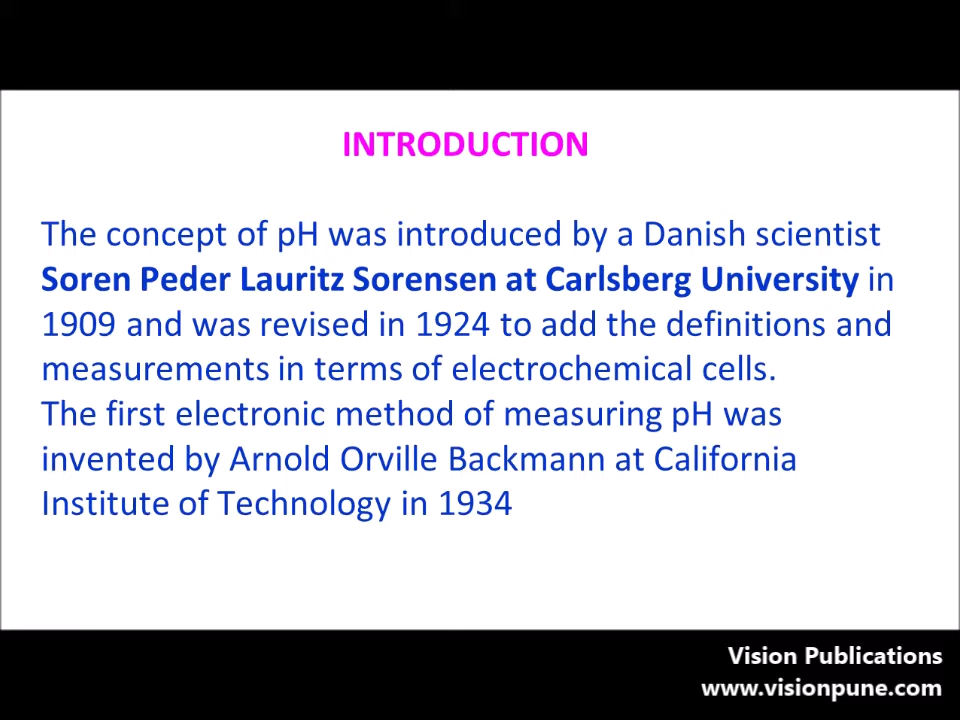 INTRODUCTION
The concept of pH was introduced by a Danish scientist
Soren Peder Lauritz Sorensen at Carlsberg University in
1909 and was revised in 1924 to add the definitions and
measurements in terms of electrochemical cells.
The first electronic method of measuring pH was
invented by Arnold Orville Backmann at California
Institute of Technology in 1934
Vision Publications
www.visionpune.com